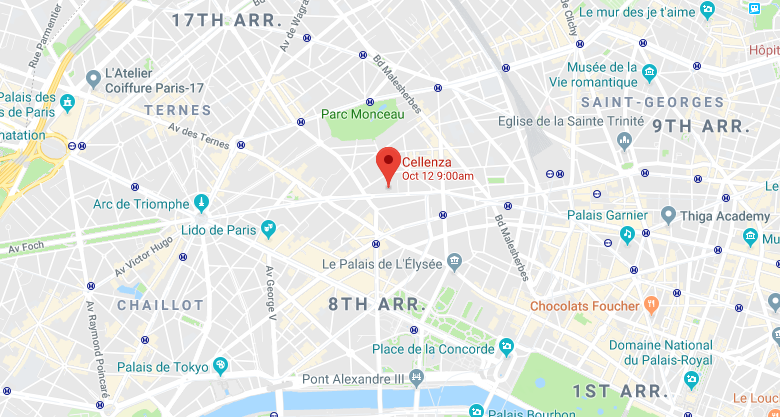 17TH ARR.
Le mur des je t'aime
Av de Wagra
Bd de Clichy
Rue Parmentier
Hôpit
Bd Malesherbes
L'Atelier
Coiffure Paris-17
Musée de la
Vie romantique
Palais des
s de Paris
TERNES
Parc Monceau
SAINT-GEORGES
Eglise de la Sainte Trinité
9TH ARR.
Av des Ternes
Cellenza
Oct 12 9:00am
Arc de Triomphe
Lido de Paris
Bd Malesherbes
Palais Garnier
Thiga Academy
Mu
Av Foch
Av Victor Hugo
Av George V
Le Palais de L'Élysée
CHAILLOT
8TH ARR.
Chocolats Foucher
Av Raymond Poincaré
Place de la Concorde
Domaine National
du Palais-Royal
Palais de Tokyo
Pont Alexandre III
1ST ARR.
Le Louv
Palais Bourbon